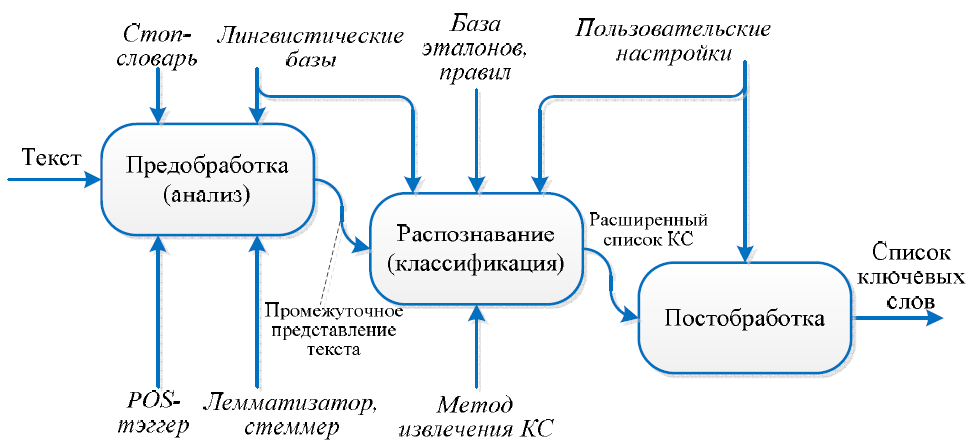 Стоп-
словарь
Лингвистические
базы
База
эталонов,
правил
Пользовательские
настройки
Текст
Предобработка
(анализ)
Распознавание
(классификация)
Расширенный
список КС
Список
ключевых
слов
Постобработка
Промежуточное
представление
текста
POS-
тэггер
Лемматизатор,
стеммер
Метод
извлечения КС